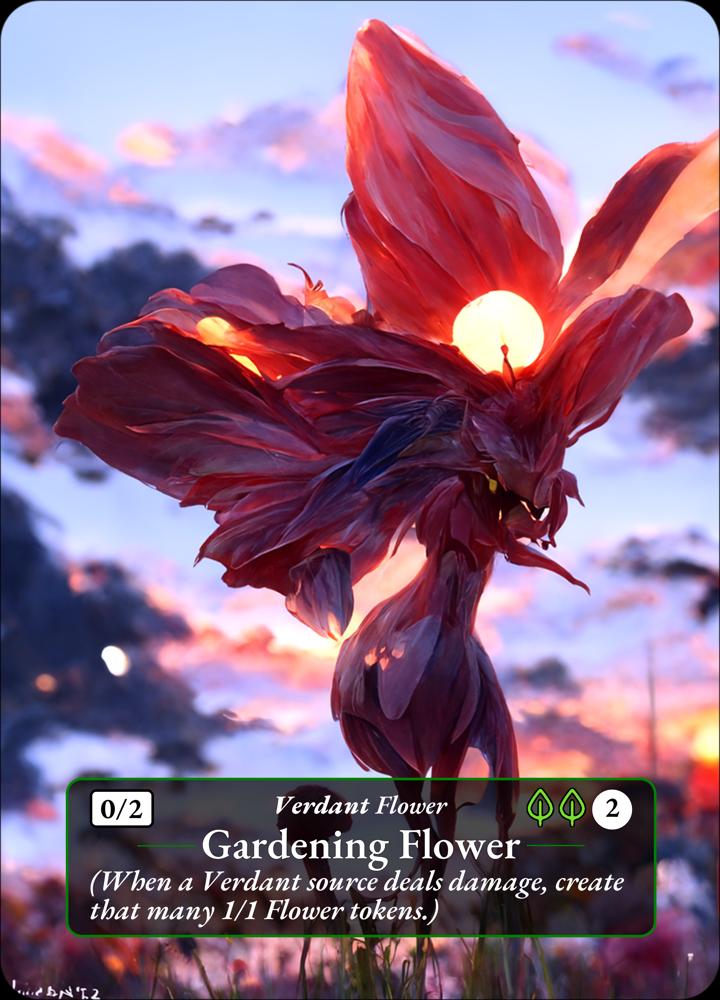 0/2 Verdant Flower 2
Gardening Flower
(When a Verdant source deals damage, create
that many 1/1 Flower tokens.)